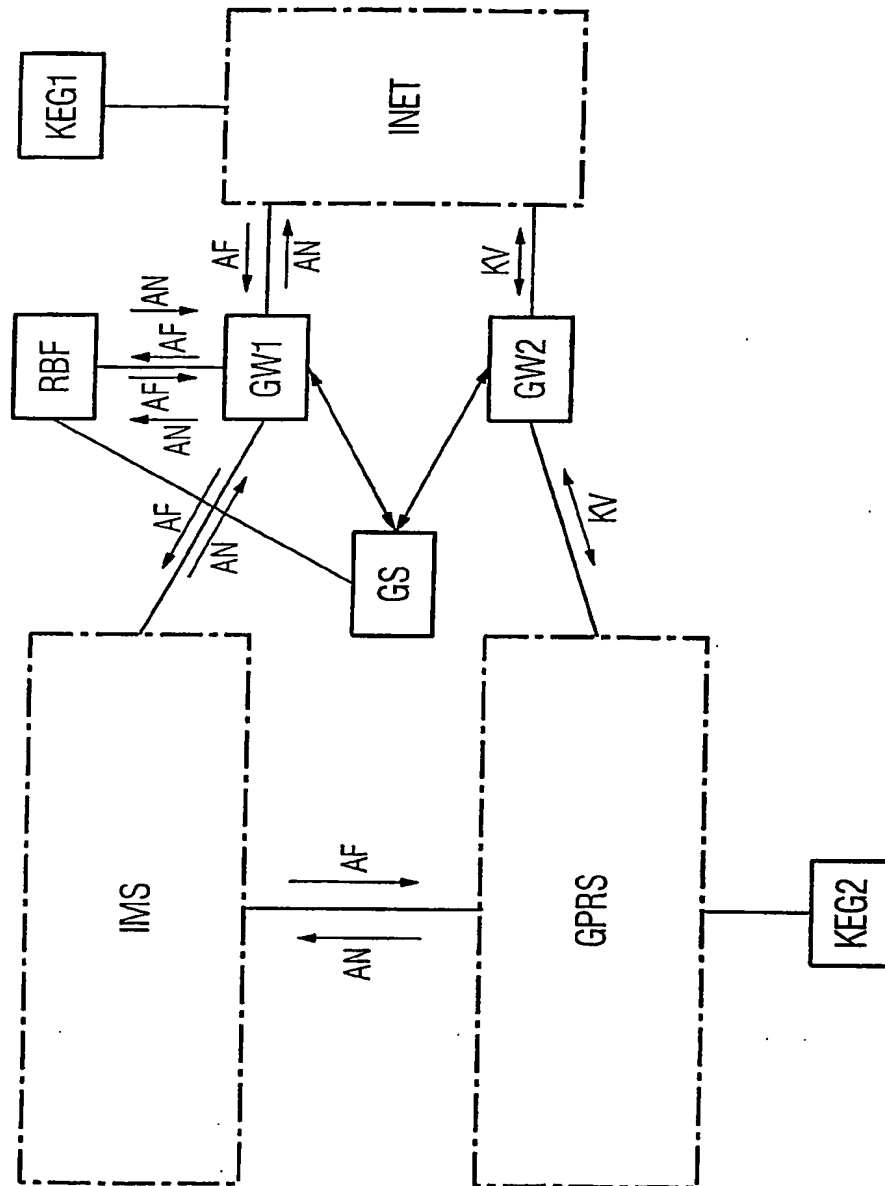 RBF
KEG1
IMS
AF
AN
AF
AN
AF
AN
AF
GW1
AN
AN
AF
GS
INET
KV
GW2
GPRS
KV
KEG2